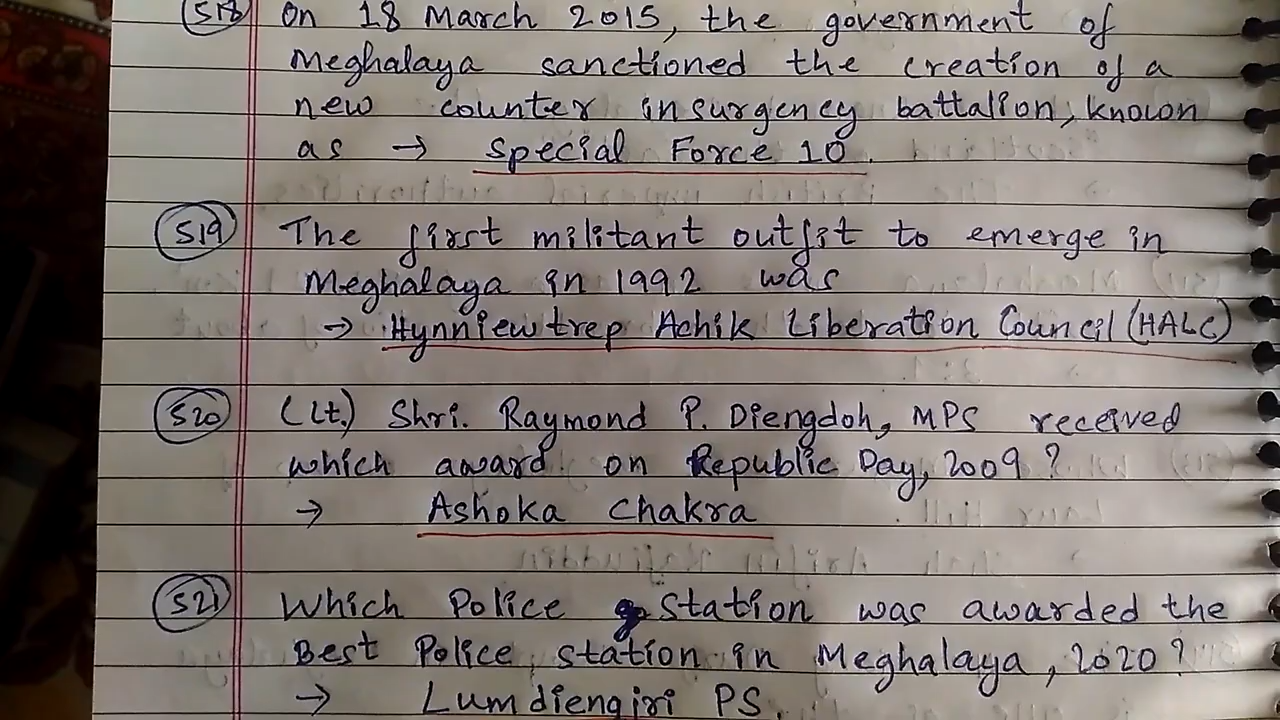 518 On 18 March 2015, the government of
Meghalaya sanctioned the creation of a
new counter insurgency battalion, known
as → Special Force 10.
519 The first militant outfit to emerge in
Meghalaya in 1992 was
→ Hynniewtrep Achik Liberation Council (HALC)
520 (Lt.) Shri. Raymond P. Diengdoh, MPS received
which award on Republic Day, 2009?
→ Ashoka Chakra
521 Which Police Station was awarded the
Best Police station in Meghalaya, 2020?
→ Lumdiengjri PS.